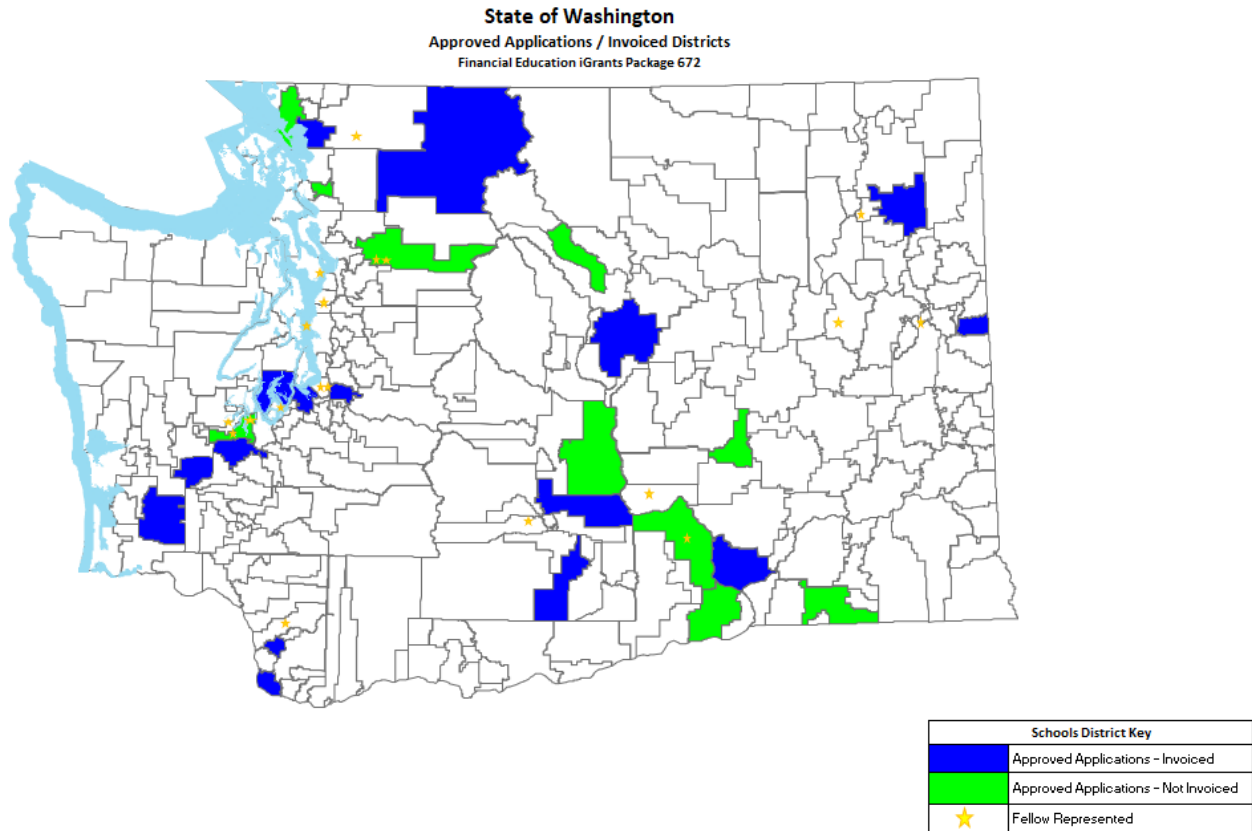 State of Washington
Approved Applications / Invoiced Districts
Financial Education iGrants Package 672
Schools District Key
Approved Applications - Invoiced
Approved Applications - Not Invoiced
Fellow Represented